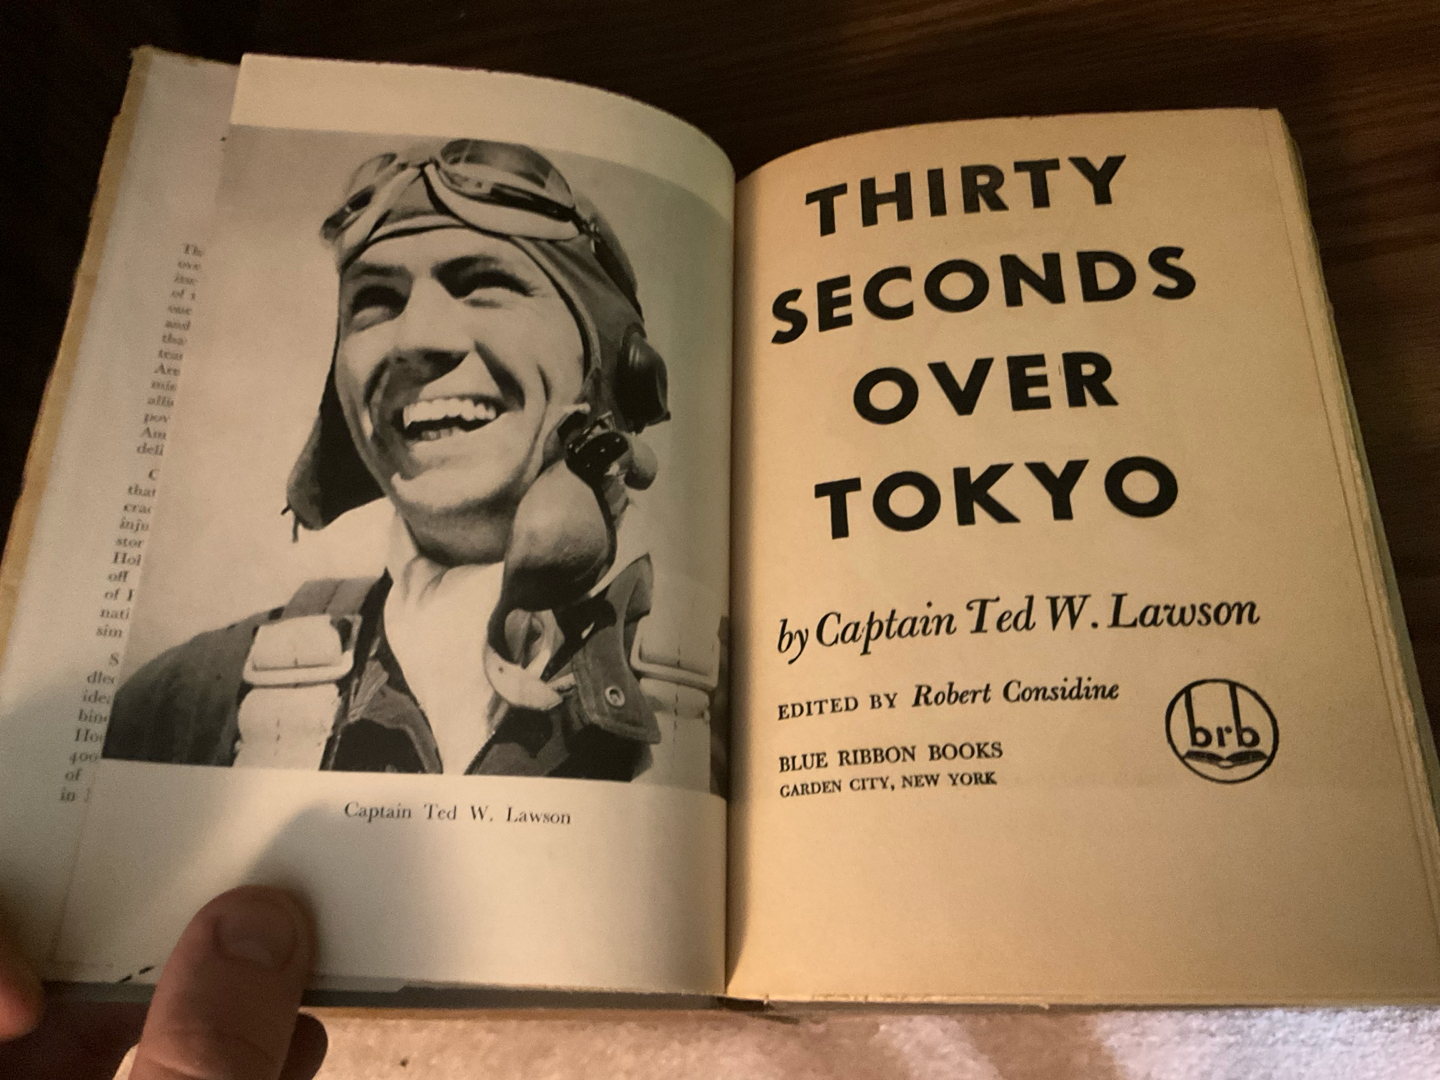 Captain Ted W. Lawson
THIRTY
SECONDS
OVER
TOKYO
by Captain Ted W. Lawson
EDITED BY Robert Considine
BLUE RIBBON BOOKS
GARDEN CITY, NEW YORK
brb